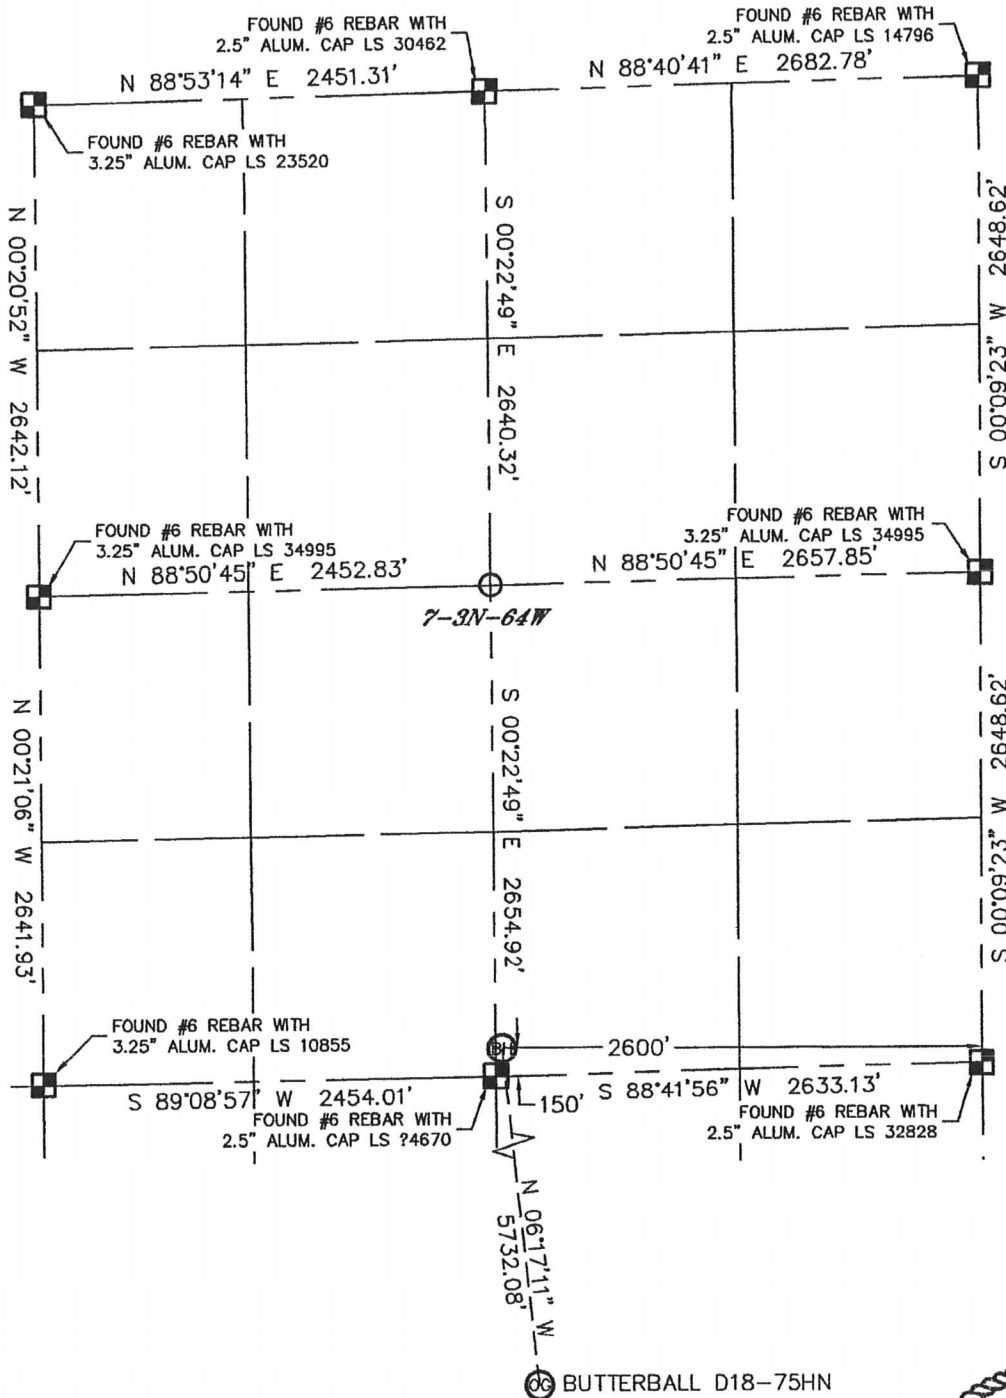 FOUND #6 REBAR WITH
2.5" ALUM. CAP LS 30462
FOUND #6 REBAR WITH
2.5" ALUM. CAP LS 14796
N 88°53'14" E 2451.31'
N 88°40'41" E 2682.78'
FOUND #6 REBAR WITH
3.25" ALUM. CAP LS 23520
N 00°20'52" W 2642.12'
S 00°22'49" E 2640.32'
S 00°09'23" W 2648.62'
FOUND #6 REBAR WITH
3.25" ALUM. CAP LS 34995
FOUND #6 REBAR WITH
3.25" ALUM. CAP LS 34995
N 88°50'45" E 2452.83'
N 88°50'45" E 2657.85'
7-3N-64W
N 00°21'06" W 2641.93'
S 00°22'49" E 2654.92'
S 00°09'23" W 2648.62'
FOUND #6 REBAR WITH
3.25" ALUM. CAP LS 10855
BH
2600'
S 89°08'57" W 2454.01'
150'
S 88°41'56" W 2633.13'
FOUND #6 REBAR WITH
2.5" ALUM. CAP LS ?4670
FOUND #6 REBAR WITH
2.5" ALUM. CAP LS 32828
N 06°17'11" W
5732.08'
OG BUTTERBALL D18-75HN